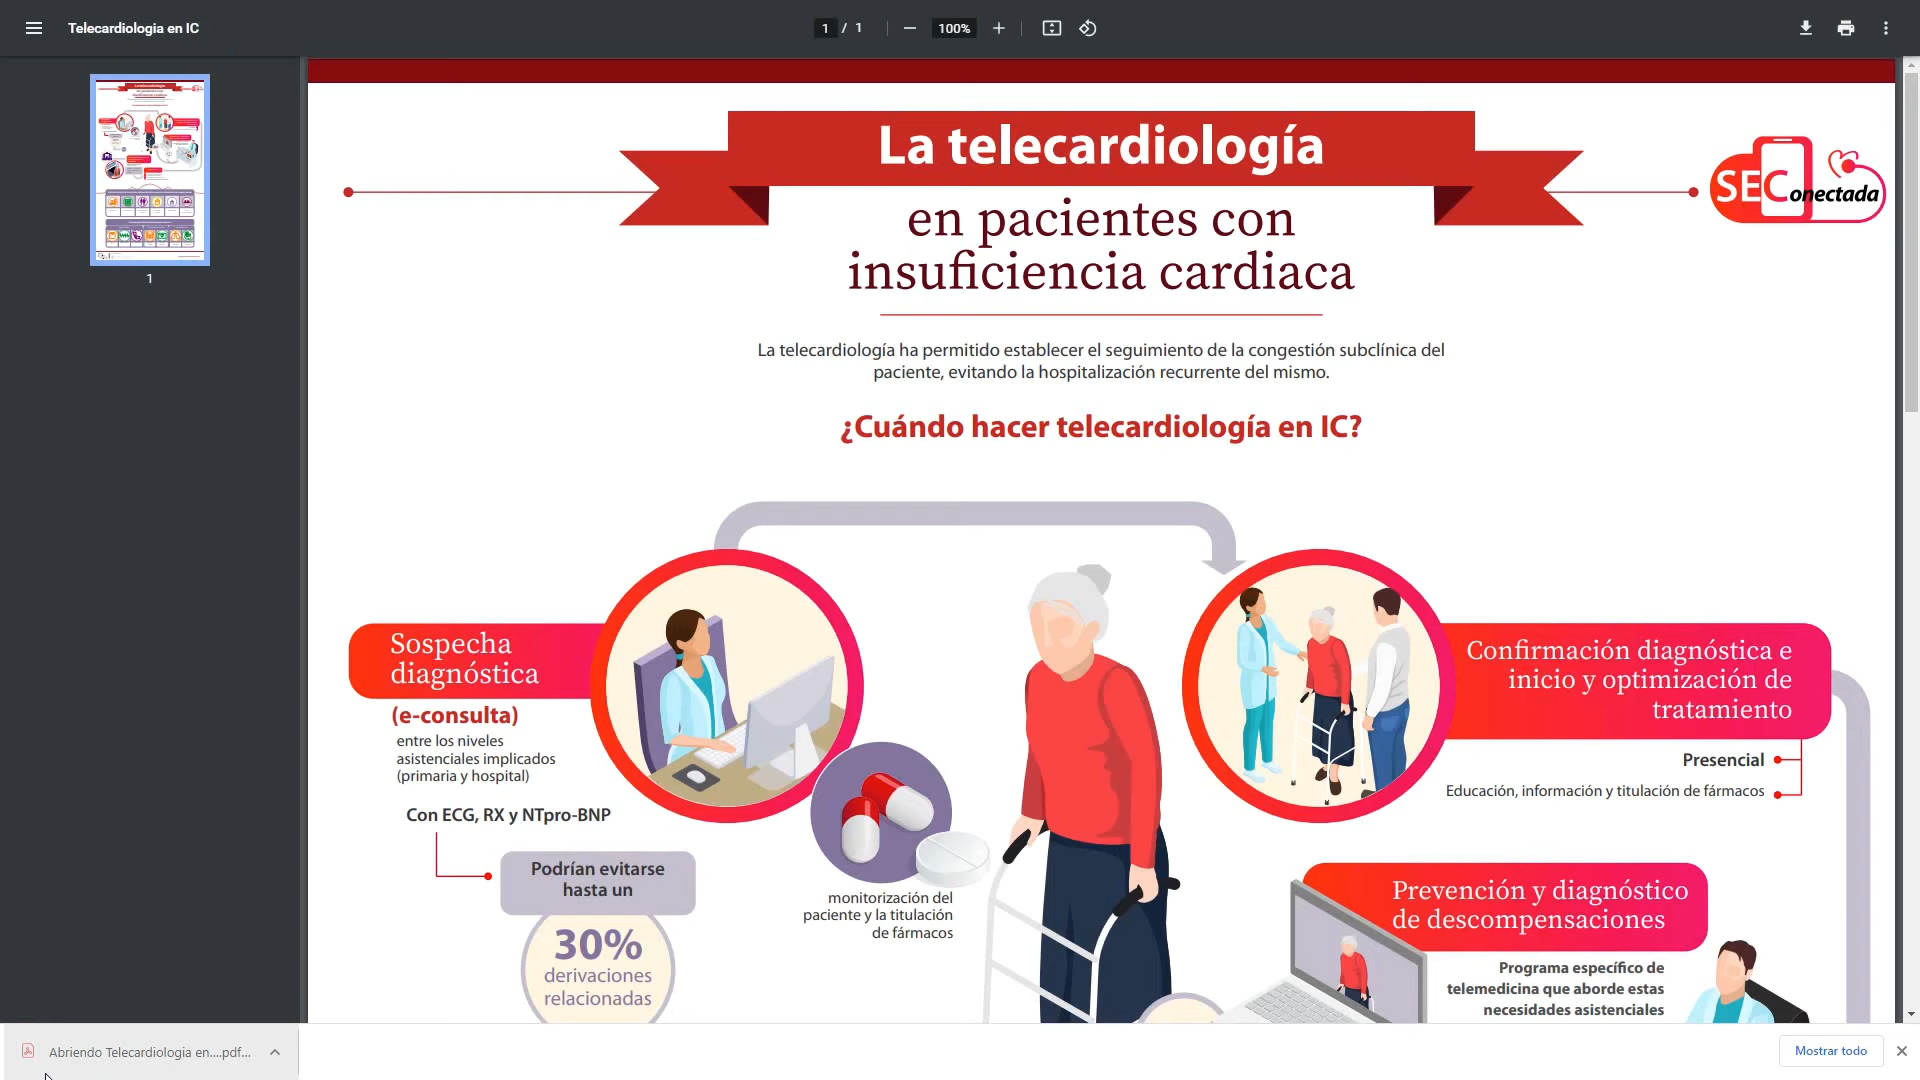 Telecardiologia en IC
1 / 1
100%
1
La telecardiología
en pacientes con
insuficiencia cardiaca
SEConectada
La telecardiología ha permitido establecer el seguimiento de la congestión subclínica del
paciente, evitando la hospitalización recurrente del mismo.
¿Cuándo hacer telecardiología en IC?
Sospecha
diagnóstica
(e-consulta)
entre los niveles
asistenciales implicados
(primaria y hospital)
Con ECG, RX y NTpro-BNP
Podrían evitarse
hasta un
30%
derivaciones
relacionadas
monitorización del
paciente y la titulación
de fármacos
Confirmación diagnóstica e
inicio y optimización de
tratamiento
Presencial
Educación, información y titulación de fármacos
Prevención y diagnóstico
de descompensaciones
Programa específico de
telemedicina que aborde estas
necesidades asistenciales
Abriendo Telecardiologia en....pdf...
Mostrar todo